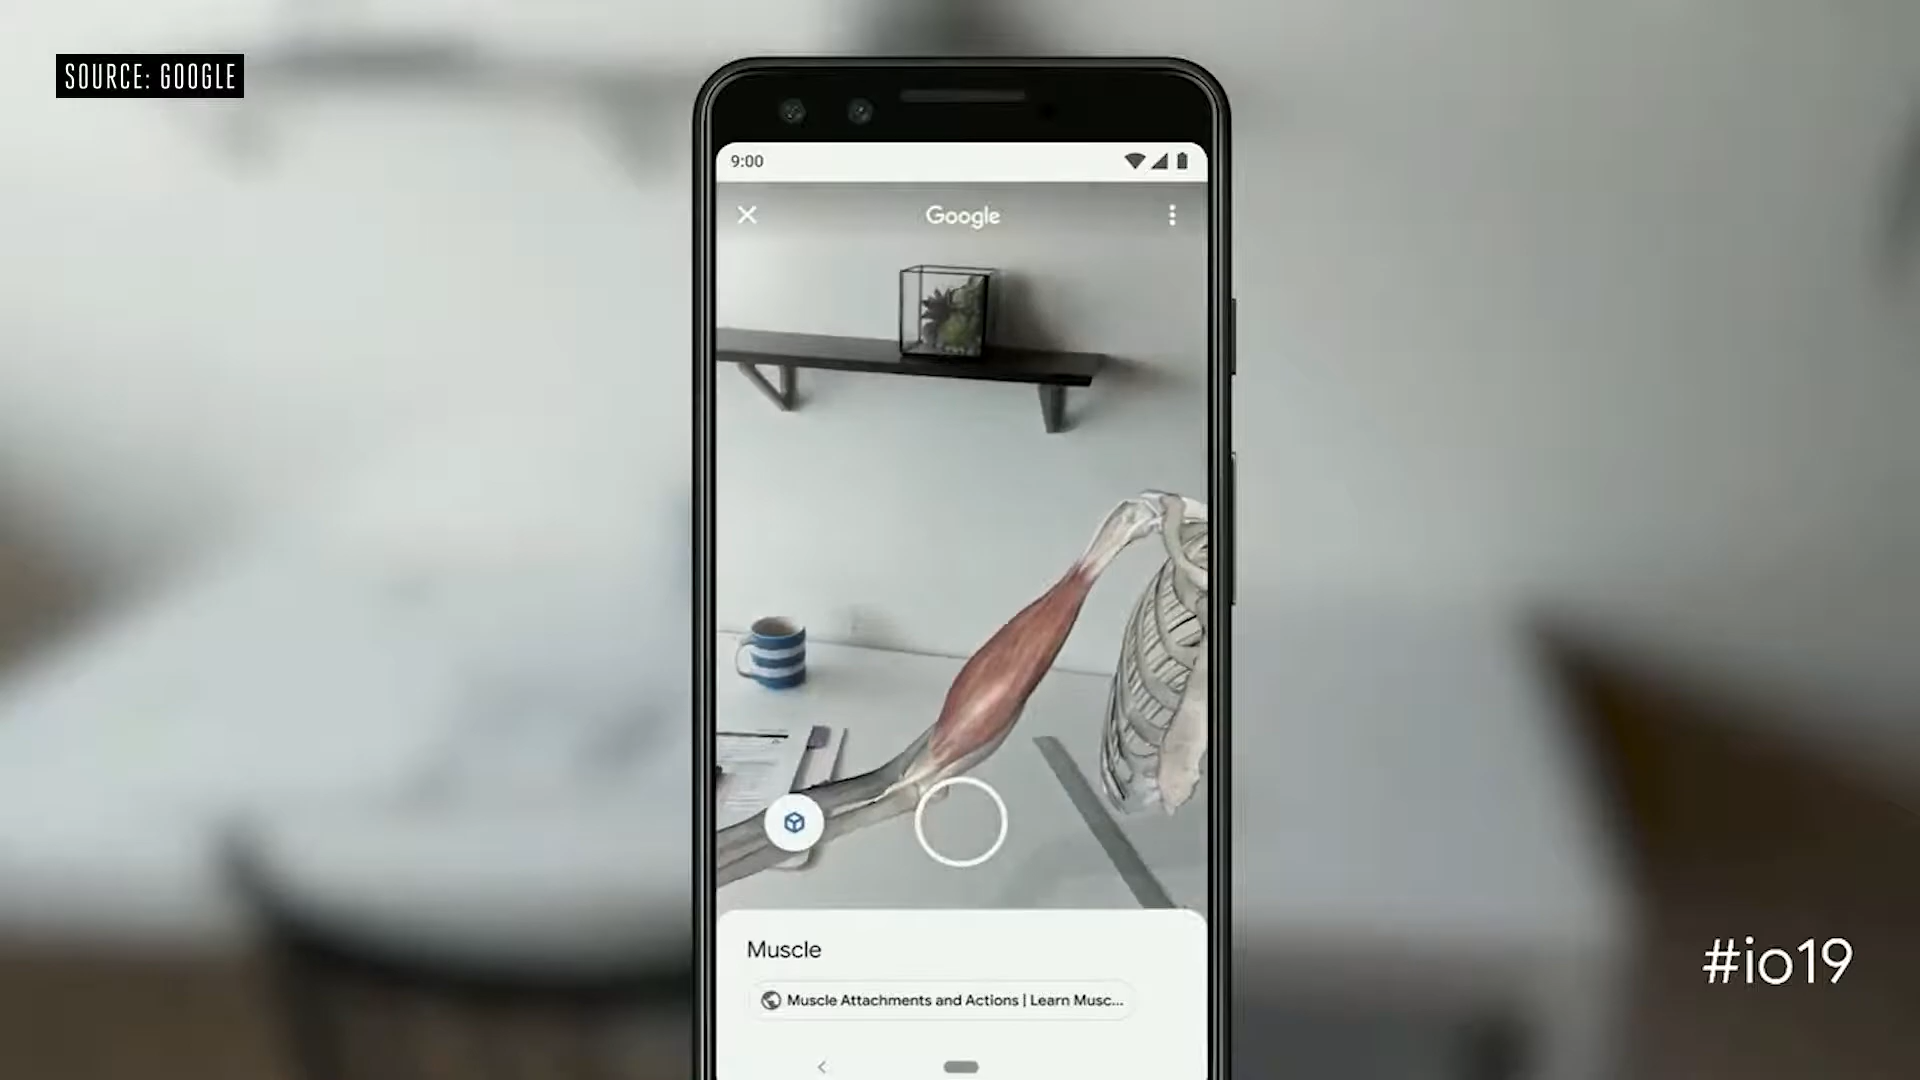 SOURCE: GOOGLE
9:00
Google
Muscle
Muscle Attachments and Actions | Learn Musc...
#io19